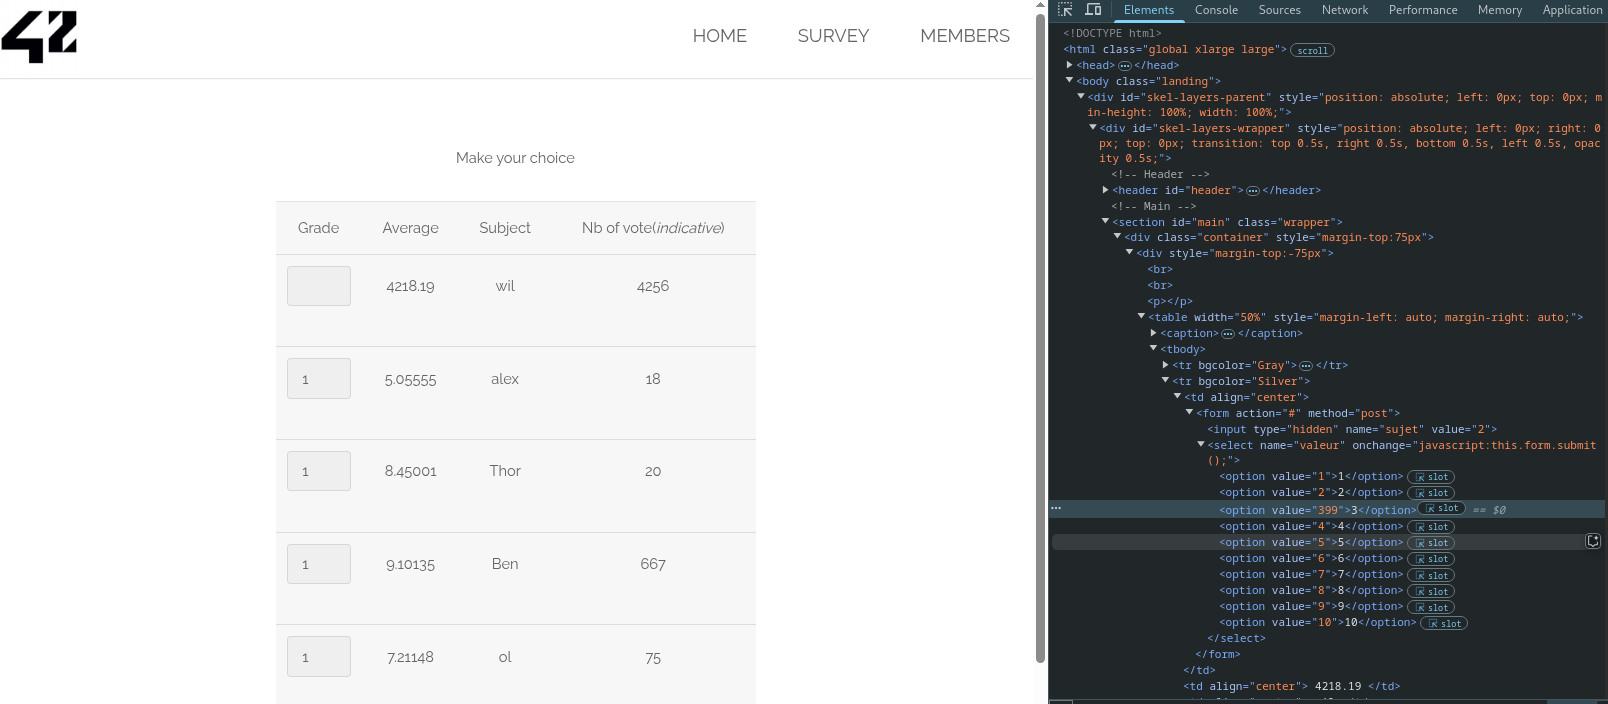 42
HOME SURVEY MEMBERS
Make your choice
Grade Average Subject Nb of vote(indicative)
4218.19 wil 4256
1 5.05555 alex 18
1 8.45001 Thor 20
1 9.10135 Ben 667
1 7.21148 ol 75
Elements Console Sources Network Performance Memory Application
<!DOCTYPE html>
<html class="global xlarge large"> scroll
<head> ··· </head>
<body class="landing">
<div id="skel-layers-parent" style="position: absolute; left: 0px; top: 0px; m
in-height: 100%; width: 100%;">
<div id="skel-layers-wrapper" style="position: absolute; left: 0px; right: 0
px; top: 0px; transition: top 0.5s, right 0.5s, bottom 0.5s, left 0.5s, opac
ity 0.5s;">
<!-- Header -->
<header id="header"> ··· </header>
<!-- Main -->
<section id="main" class="wrapper">
<div class="container" style="margin-top:75px">
<div style="margin-top:-75px">
<br>
<br>
<p></p>
<table width="50%" style="margin-left: auto; margin-right: auto;">
<caption> ··· </caption>
<tbody>
<tr bgcolor="Gray"> ··· </tr>
<tr bgcolor="Silver">
<td align="center">
<form action="#" method="post">
<input type="hidden" name="sujet" value="2">
<select name="valeur" onchange="javascript:this.form.submit
();">
<option value="1">1</option> slot
<option value="2">2</option> slot
··· <option value="399">3</option> slot == $0
<option value="4">4</option> slot
<option value="5">5</option> slot
<option value="6">6</option> slot
<option value="7">7</option> slot
<option value="8">8</option> slot
<option value="9">9</option> slot
<option value="10">10</option> slot
</select>
</form>
</td>
<td align="center"> 4218.19 </td>